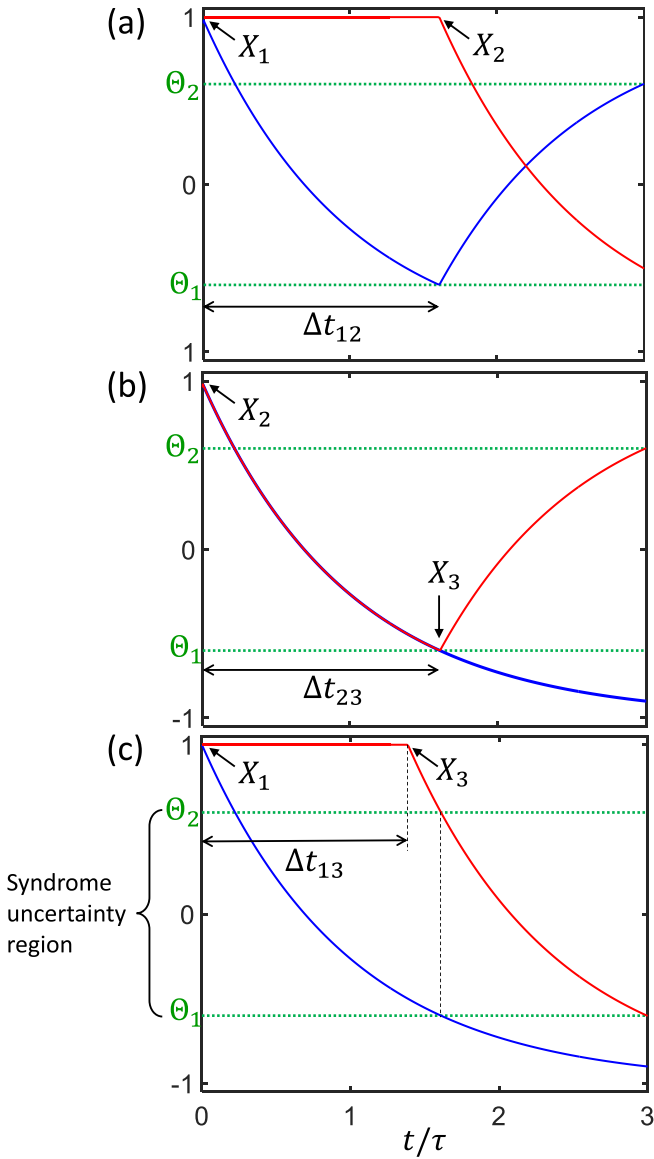 (a)
1
X₁
X₂
Θ₂
0
Θ₁
Δt₁₂
1
(b)
1
X₂
Θ₂
0
X₃
Θ₁
Δt₂₃
-1
(c)
1
X₁
X₃
Θ₂
Δt₁₃
Syndrome
uncertainty
region
0
Θ₁
-1
0 1 2 3
t/τ